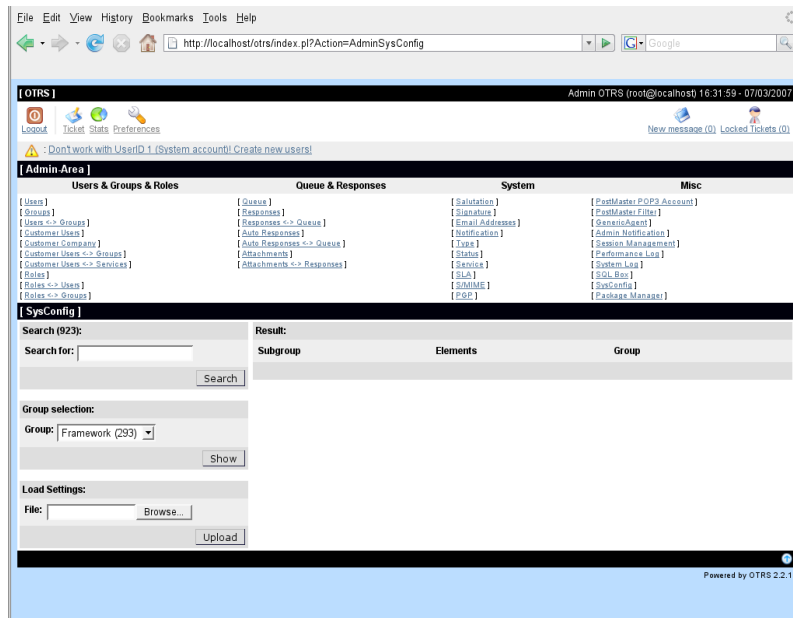 File Edit View History Bookmarks Tools Help
http://localhost/otrs/index.pl?Action=AdminSysConfig
G Google
[ OTRS ] Admin OTRS (root@localhost) 16:31:59 - 07/03/2007
Logout Ticket Stats Preferences New message (0) Locked Tickets (0)
: Don't work with UserID 1 (System account)! Create new users!
[ Admin-Area ]
Users & Groups & Roles Queue & Responses System Misc
[ Users ] [ Queue ] [ Salutation ] [ PostMaster POP3 Account ]
[ Groups ] [ Responses ] [ Signature ] [ PostMaster Filter ]
[ Users <-> Groups ] [ Responses <-> Queue ] [ Email Addresses ] [ GenericAgent ]
[ Customer Users ] [ Auto Responses ] [ Notification ] [ Admin Notification ]
[ Customer Company ] [ Auto Responses <-> Queue ] [ Type ] [ Session Management ]
[ Customer Users <-> Groups ] [ Attachments ] [ Status ] [ Performance Log ]
[ Customer Users <-> Services ] [ Attachments <-> Responses ] [ Service ] [ System Log ]
[ Roles ] [ SLA ] [ SQL Box ]
[ Roles <-> Users ] [ S/MIME ] [ SysConfig ]
[ Roles <-> Groups ] [ PGP ] [ Package Manager ]
[ SysConfig ]
Search (923): Result:
Search for: Subgroup Elements Group
Search
Group selection:
Group: Framework (293)
Show
Load Settings:
File: Browse...
Upload
Powered by OTRS 2.2.1